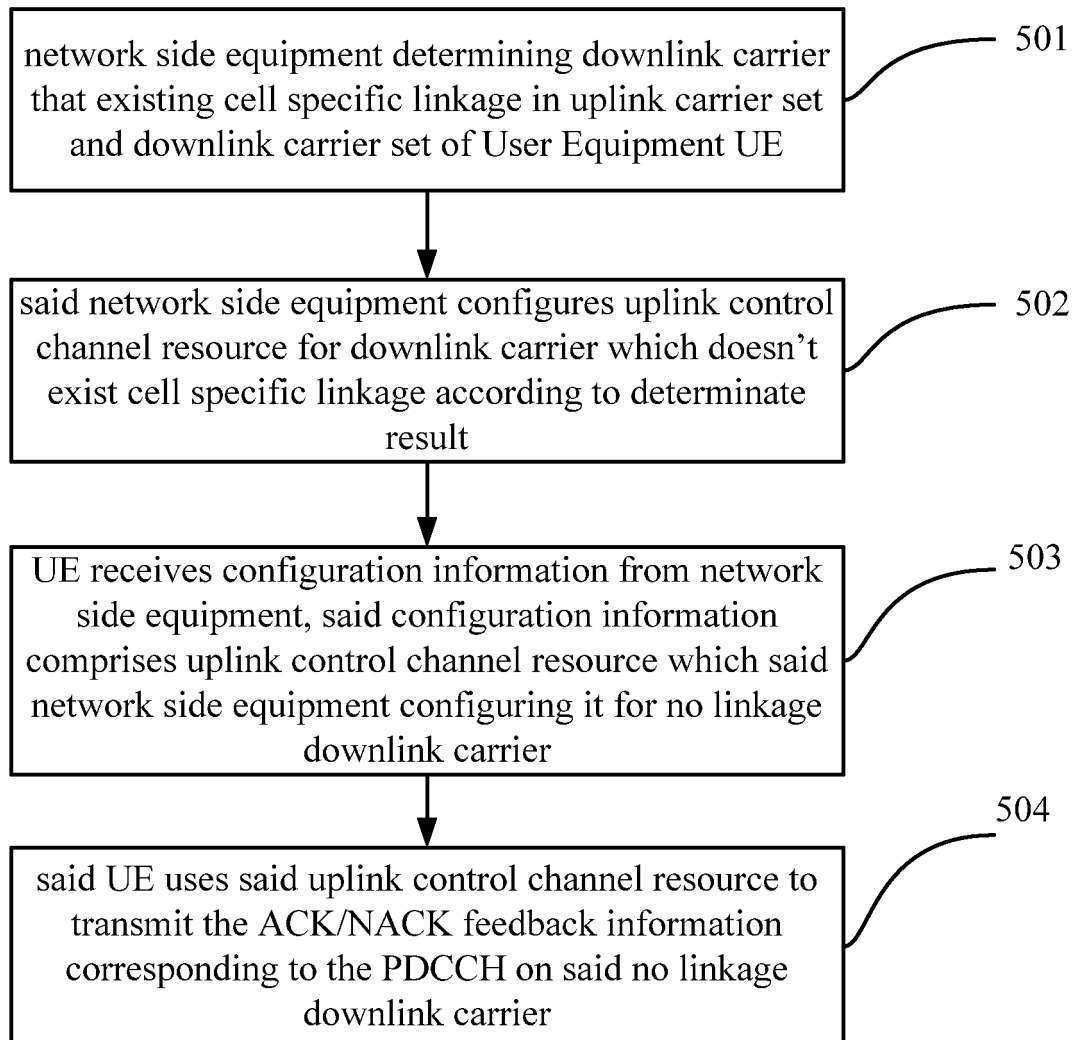 network side equipment determining downlink carrier
that existing cell specific linkage in uplink carrier set
and downlink carrier set of User Equipment UE
501
said network side equipment configures uplink control
channel resource for downlink carrier which doesn't
exist cell specific linkage according to determinate
result
502
UE receives configuration information from network
side equipment, said configuration information
comprises uplink control channel resource which said
network side equipment configuring it for no linkage
downlink carrier
503
said UE uses said uplink control channel resource to
transmit the ACK/NACK feedback information
corresponding to the PDCCH on said no linkage
downlink carrier
504